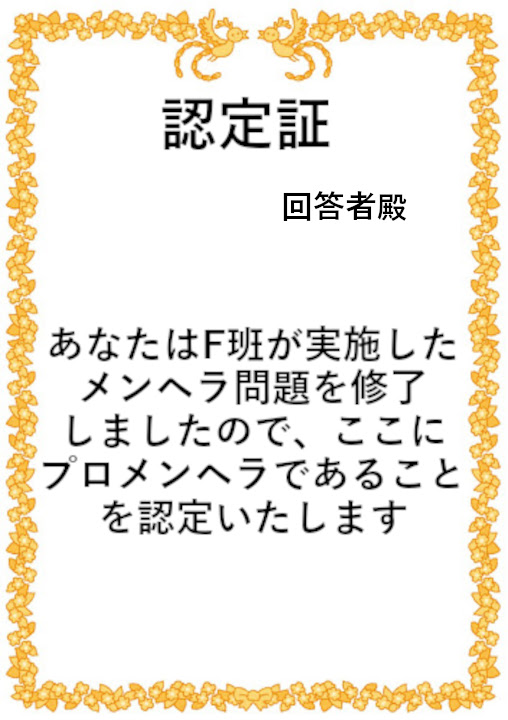 認定証
回答者殿
あなたはF班が実施した
メンヘラ問題を修了
しましたので、ここに
プロメンヘラであること
を認定いたします